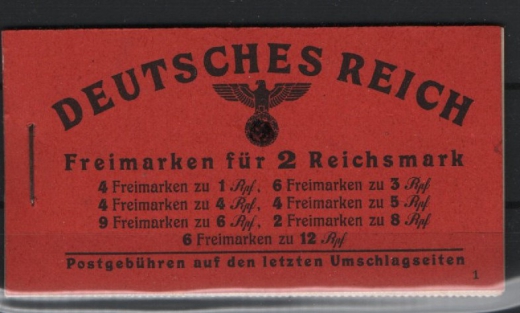 DEUTSCHES REICH
Freimarken für 2 Reichsmark
4 Freimarken zu 1 Rpf, 6 Freimarken zu 3 Rpf
4 Freimarken zu 4 Rpf, 4 Freimarken zu 5 Rpf
9 Freimarken zu 6 Rpf, 2 Freimarken zu 8 Rpf
6 Freimarken zu 12 Rpf
Postgebühren auf den letzten Umschlagseiten
1